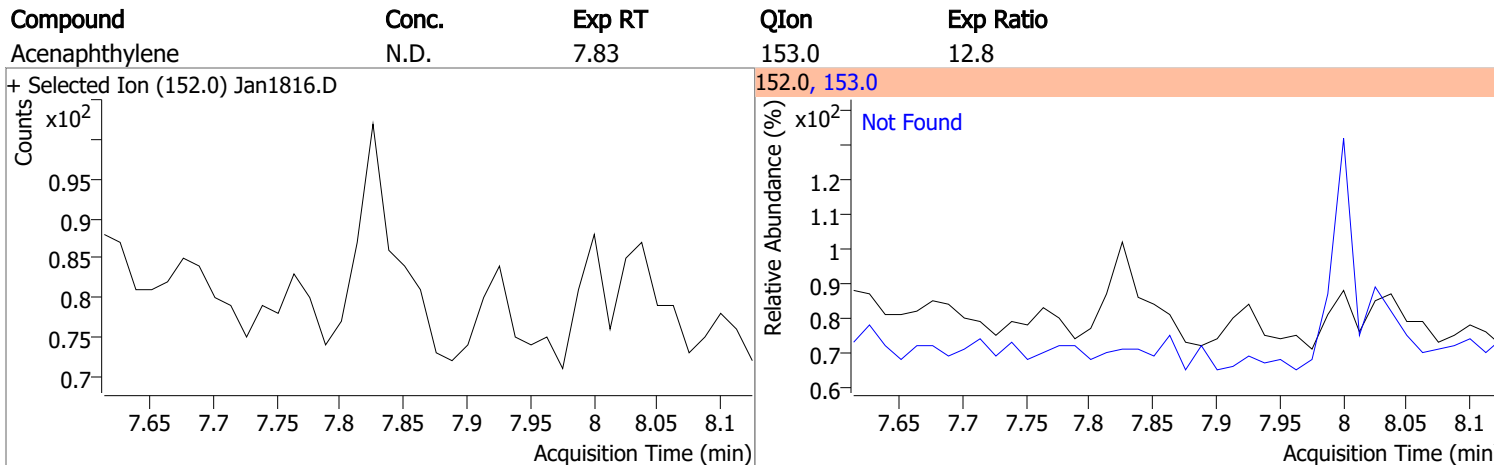 Compound Conc. Exp RT QIon Exp Ratio
Acenaphthylene N.D. 7.83 153.0 12.8
+ Selected Ion (152.0) Jan1816.D
Counts
x10²
0.95
0.9
0.85
0.8
0.75
0.7
7.65 7.7 7.75 7.8 7.85 7.9 7.95 8 8.05 8.1
Acquisition Time (min)
152.0, 153.0
Relative Abundance (%)
x10²
Not Found
1.2
1.1
1
0.9
0.8
0.7
0.6
7.65 7.7 7.75 7.8 7.85 7.9 7.95 8 8.05 8.1
Acquisition Time (min